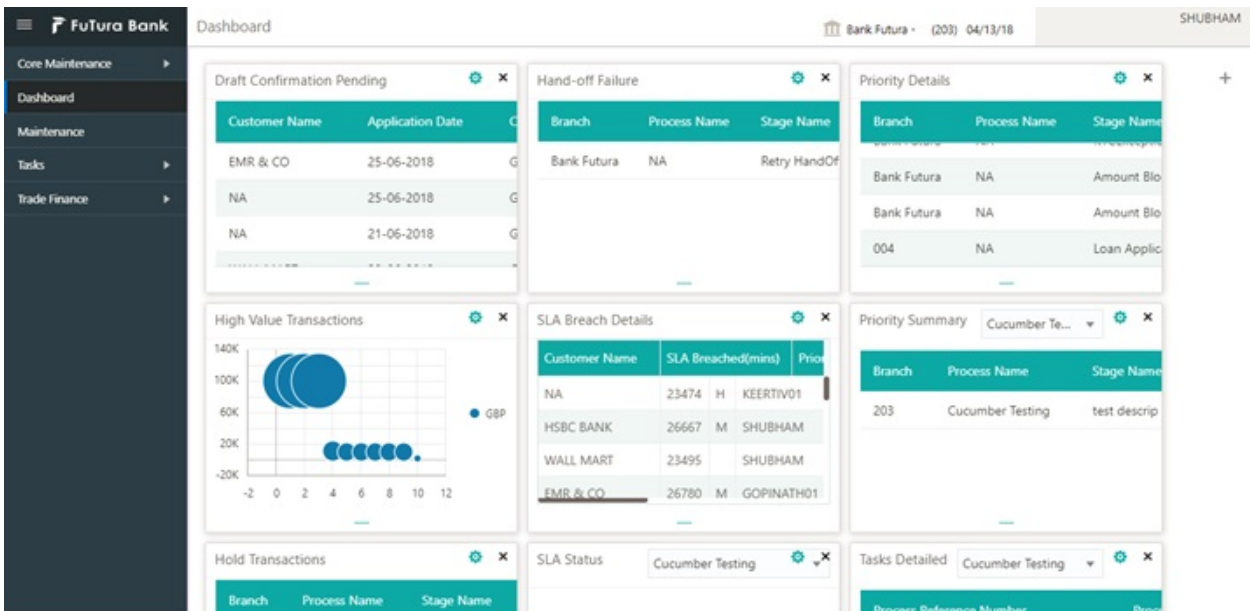 FuTura Bank
Dashboard
Bank Futura - (203) 04/13/18
SHUBHAM
Core Maintenance
Dashboard
Maintenance
Tasks
Trade Finance
Draft Confirmation Pending
Customer Name Application Date C
EMR & CO 25-06-2018 G
NA 25-06-2018 G
NA 21-06-2018 G
Hand-off Failure
Branch Process Name Stage Name
Bank Futura NA Retry HandOf
Priority Details
Branch Process Name Stage Name
Bank Futura NA Amount Blo
Bank Futura NA Amount Blo
004 NA Loan Applic
High Value Transactions
140K
100K
60K
20K
-20K
-2 0 2 4 6 8 10 12
GBP
SLA Breach Details
Customer Name SLA Breached(mins) Prior
NA 23474 H KEERTIV01
HSBC BANK 26667 M SHUBHAM
WALL MART 23495 SHUBHAM
EMR & CO 26780 M GOPINATH01
Priority Summary Cucumber Te...
Branch Process Name Stage Name
203 Cucumber Testing test descrip
Hold Transactions
Branch Process Name Stage Name
SLA Status Cucumber Testing
Tasks Detailed Cucumber Testing
Process Reference Number Proc